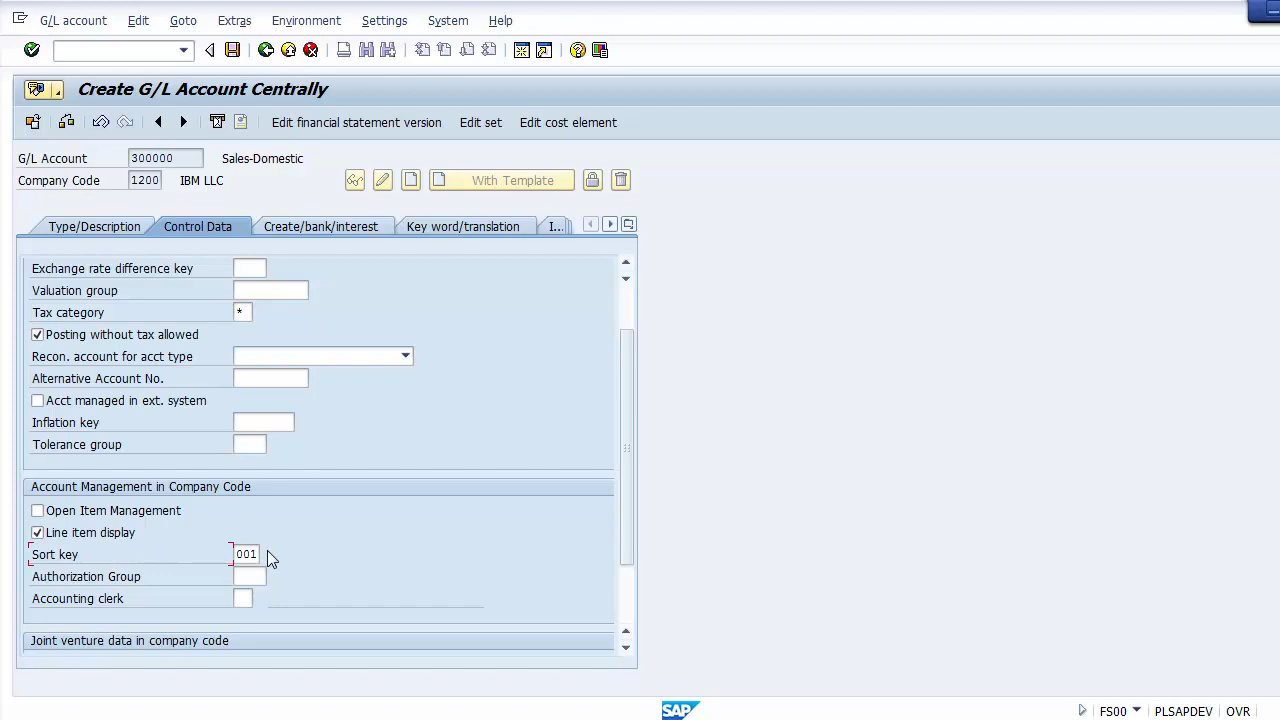 G/L account Edit Goto Extras Environment Settings System Help
Create G/L Account Centrally
Edit financial statement version Edit set Edit cost element
G/L Account 300000 Sales-Domestic
Company Code 1200 IBM LLC With Template
Type/Description Control Data Create/bank/interest Key word/translation I...
Exchange rate difference key
Valuation group
Tax category *
Posting without tax allowed
Recon. account for acct type
Alternative Account No.
Acct managed in ext. system
Inflation key
Tolerance group
Account Management in Company Code
Open Item Management
Line item display
Sort key 001
Authorization Group
Accounting clerk
Joint venture data in company code
SAP FS00 PLSAPDEV OVR